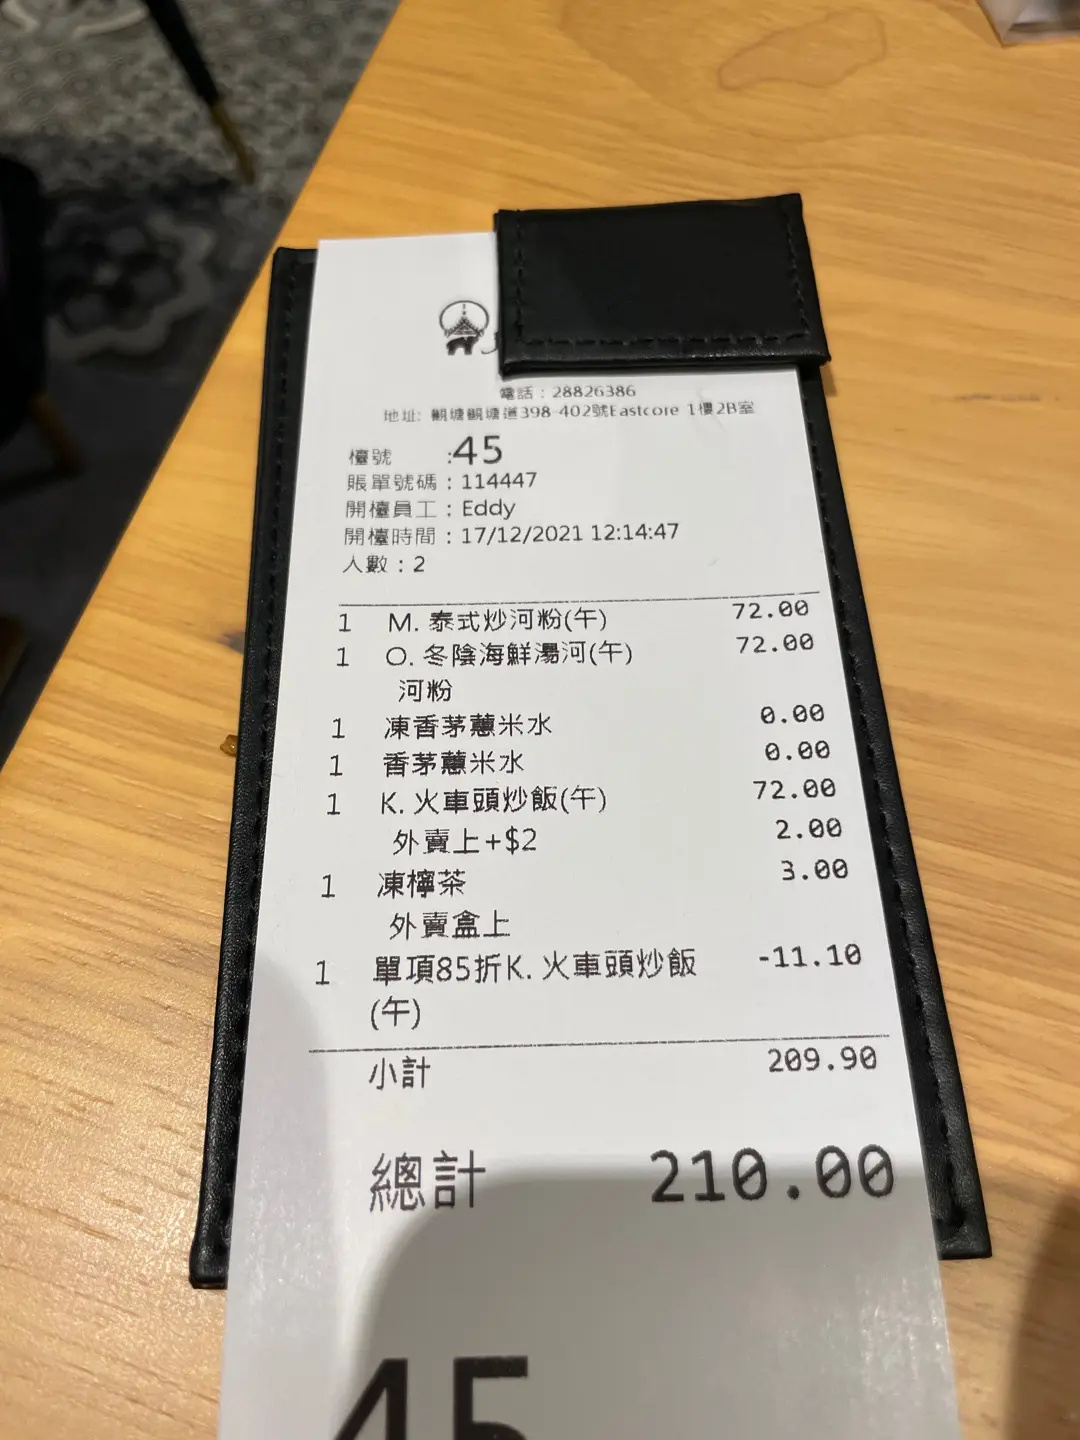 電話：28826386
地址: 觀塘觀塘道398-402號Eastcore 1樓2B室
檯號 :45
賬單號碼：114447
開檯員工：Eddy
開檯時間：17/12/2021 12:14:47
人數：2
1 M. 泰式炒河粉(午) 72.00
1 O. 冬陰海鮮湯河(午) 72.00
河粉
1 凍香茅薏米水 0.00
1 香茅薏米水 0.00
1 K. 火車頭炒飯(午) 72.00
外賣上+$2 2.00
1 凍檸茶 3.00
外賣盒上
1 單項85折K. 火車頭炒飯 -11.10
(午)
小計 209.90
總計 210.00
45